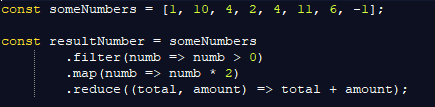 const someNumbers = [1, 10, 4, 2, 4, 11, 6, -1];
const resultNumber = someNumbers
.filter(numb => numb > 0)
.map(numb => numb * 2)
.reduce((total, amount) => total + amount);